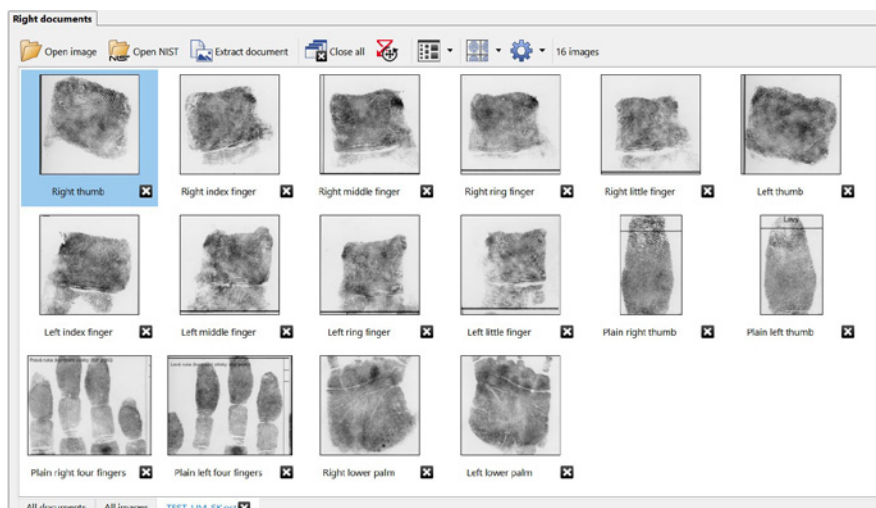 Right documents
Open image Open NIST Extract document Close all 16 images
Right thumb Right index finger Right middle finger Right ring finger Right little finger Left thumb
Left index finger Left middle finger Left ring finger Left little finger Plain right thumb Plain left thumb
Plain right four fingers Plain left four fingers Right lower palm Left lower palm
All documents All images